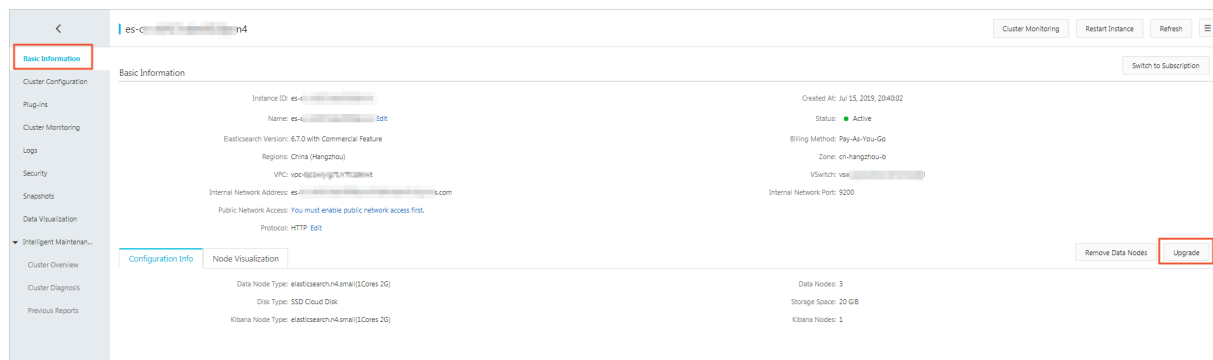 es-c n4
Cluster Monitoring Restart Instance Refresh
Basic Information
Cluster Configuration
Plug-ins
Cluster Monitoring
Logs
Security
Snapshots
Data Visualization
Intelligent Maintenan...
Cluster Overview
Cluster Diagnosis
Previous Reports
Switch to Subscription
Basic Information
Instance ID: es-
Created At: Jul 15, 2019, 20:40:02
Name: es- Edit
Status: Active
Elasticsearch Version: 6.7.0 with Commercial Feature
Billing Method: Pay-As-You-Go
Regions: China (Hangzhou)
Zone: cn-hangzhou-b
VPC: vpc-
VSwitch: vsw
Internal Network Address: es- s.com
Internal Network Port: 9200
Public Network Access: You must enable public network access first.
Protocol: HTTP Edit
Configuration Info Node Visualization
Remove Data Nodes Upgrade
Data Node Type: elasticsearch.n4.small(1Cores 2G)
Data Nodes: 3
Disk Type: SSD Cloud Disk
Storage Space: 20 GiB
Kibana Node Type: elasticsearch.n4.small(1Cores 2G)
Kibana Nodes: 1